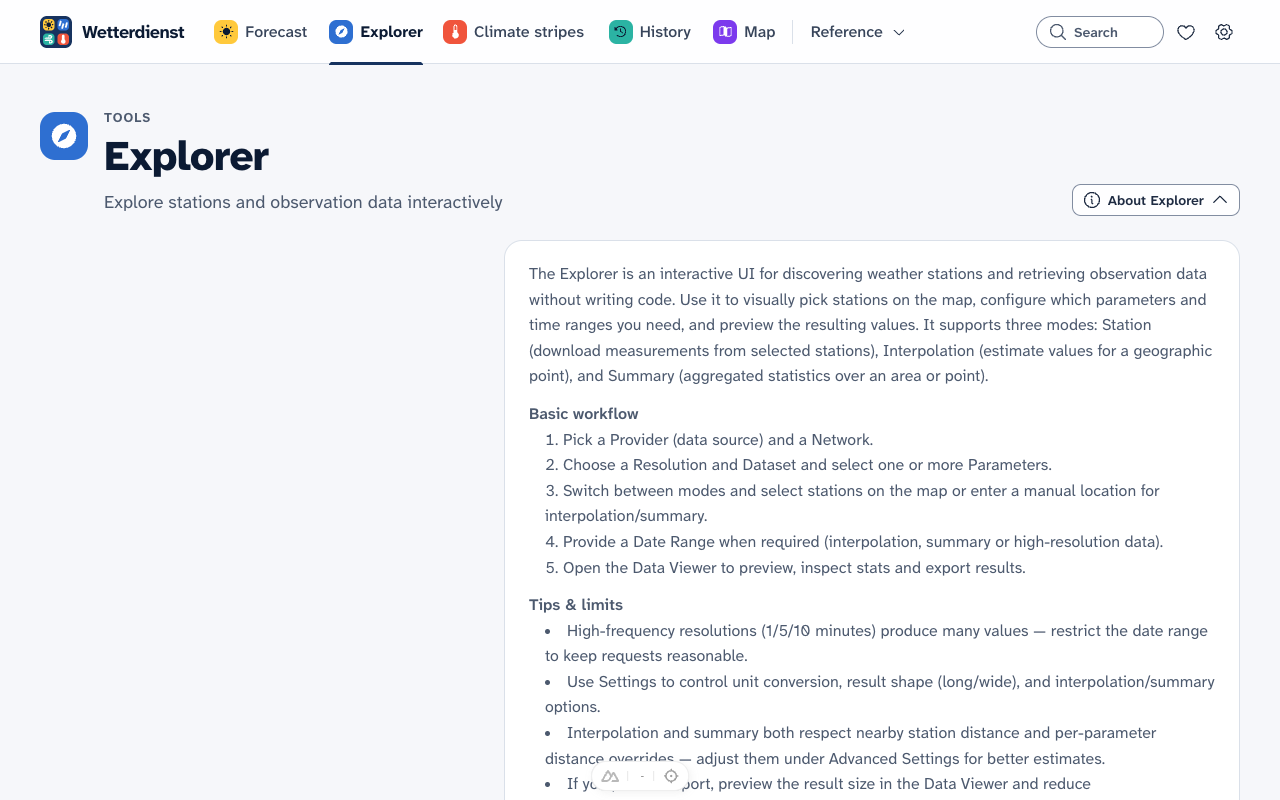 Wetterdienst
Forecast
Explorer
Climate stripes
History
Map
Reference
Search
TOOLS
Explorer
Explore stations and observation data interactively
About Explorer
The Explorer is an interactive UI for discovering weather stations and retrieving observation data
without writing code. Use it to visually pick stations on the map, configure which parameters and
time ranges you need, and preview the resulting values. It supports three modes: Station
(download measurements from selected stations), Interpolation (estimate values for a geographic
point), and Summary (aggregated statistics over an area or point).
Basic workflow
1. Pick a Provider (data source) and a Network.
2. Choose a Resolution and Dataset and select one or more Parameters.
3. Switch between modes and select stations on the map or enter a manual location for
interpolation/summary.
4. Provide a Date Range when required (interpolation, summary or high-resolution data).
5. Open the Data Viewer to preview, inspect stats and export results.
Tips & limits
• High-frequency resolutions (1/5/10 minutes) produce many values — restrict the date range
to keep requests reasonable.
• Use Settings to control unit conversion, result shape (long/wide), and interpolation/summary
options.
• Interpolation and summary both respect nearby station distance and per-parameter
distance overrides — adjust them under Advanced Settings for better estimates.
• If preview the result size in the Data Viewer and reduce